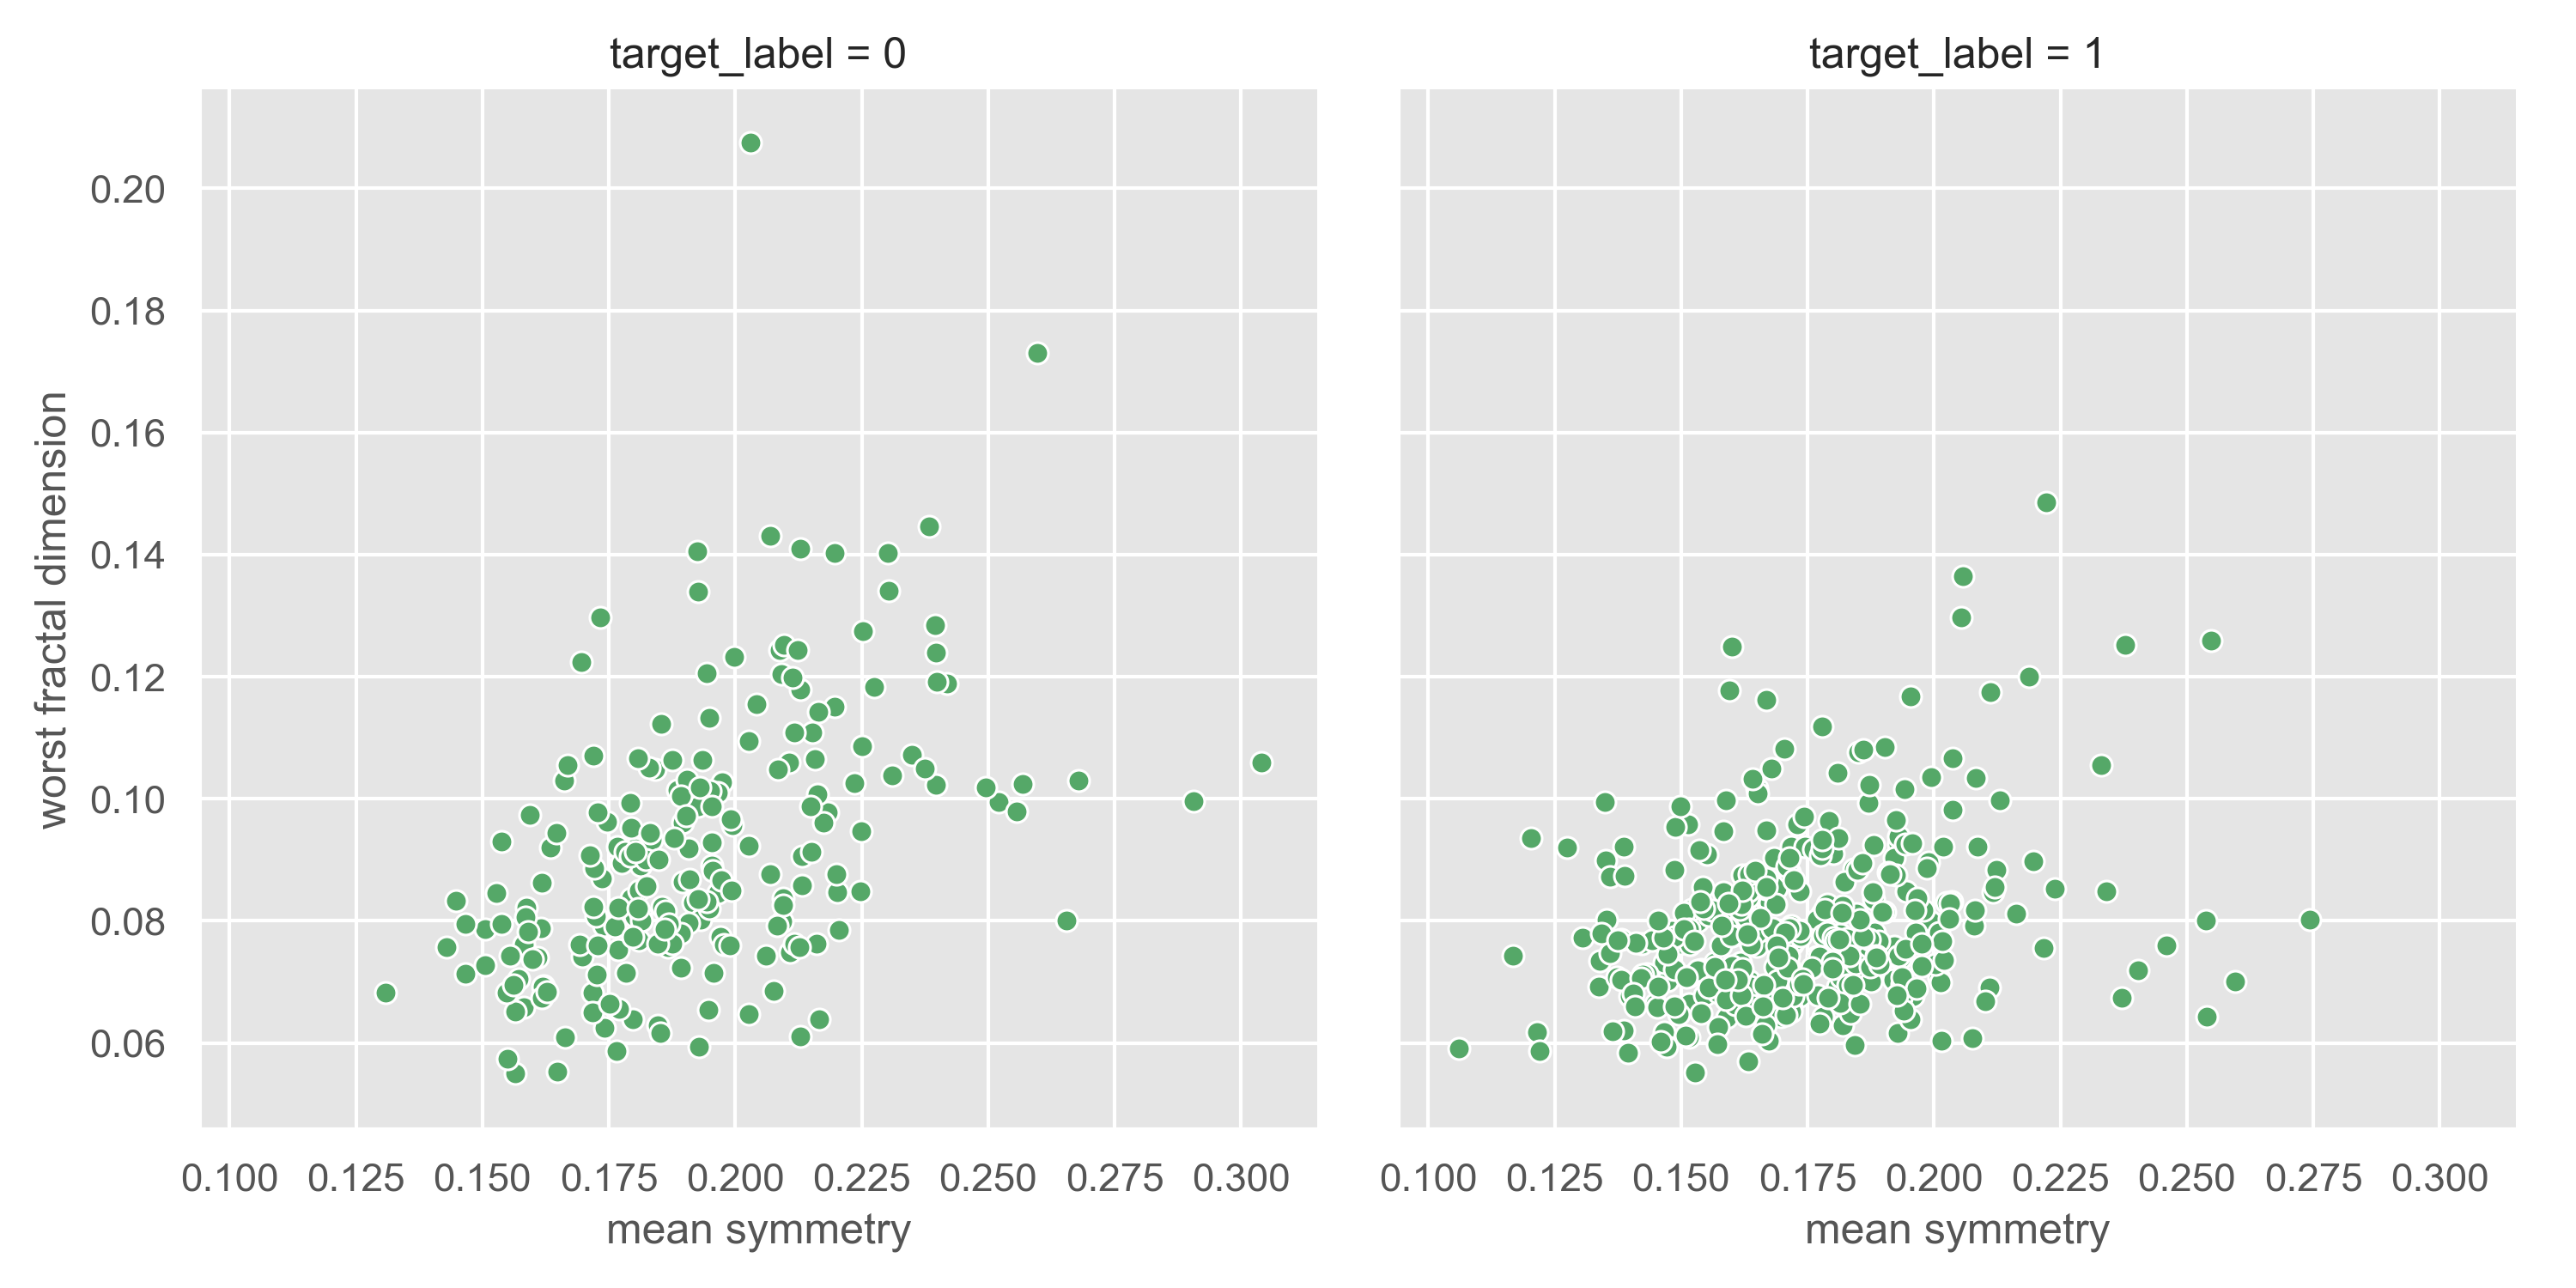 target_label = 0
target_label = 1
worst fractal dimension
0.20
0.18
0.16
0.14
0.12
0.10
0.08
0.06
0.100 0.125 0.150 0.175 0.200 0.225 0.250 0.275 0.300
0.100 0.125 0.150 0.175 0.200 0.225 0.250 0.275 0.300
mean symmetry
mean symmetry